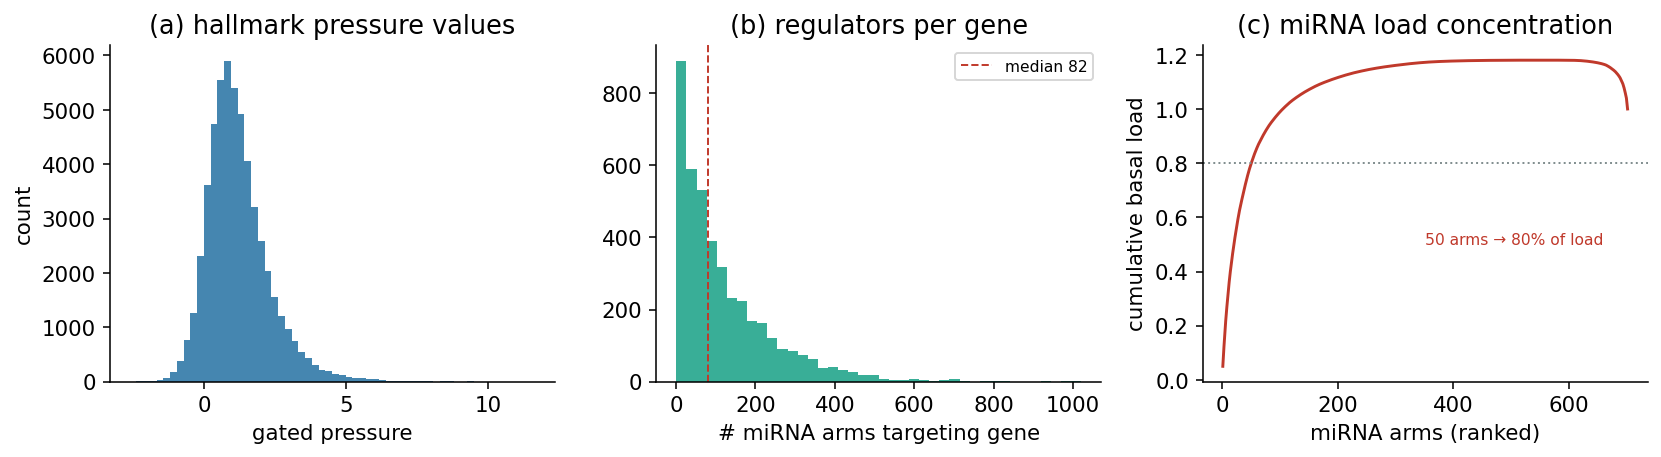 (a) hallmark pressure values
count
6000
5000
4000
3000
2000
1000
0
0 5 10
gated pressure
(b) regulators per gene
median 82
800
600
400
200
0
0 200 400 600 800 1000
# miRNA arms targeting gene
(c) miRNA load concentration
cumulative basal load
1.2
1.0
0.8
0.6
0.4
0.2
0.0
50 arms → 80% of load
0 200 400 600
miRNA arms (ranked)